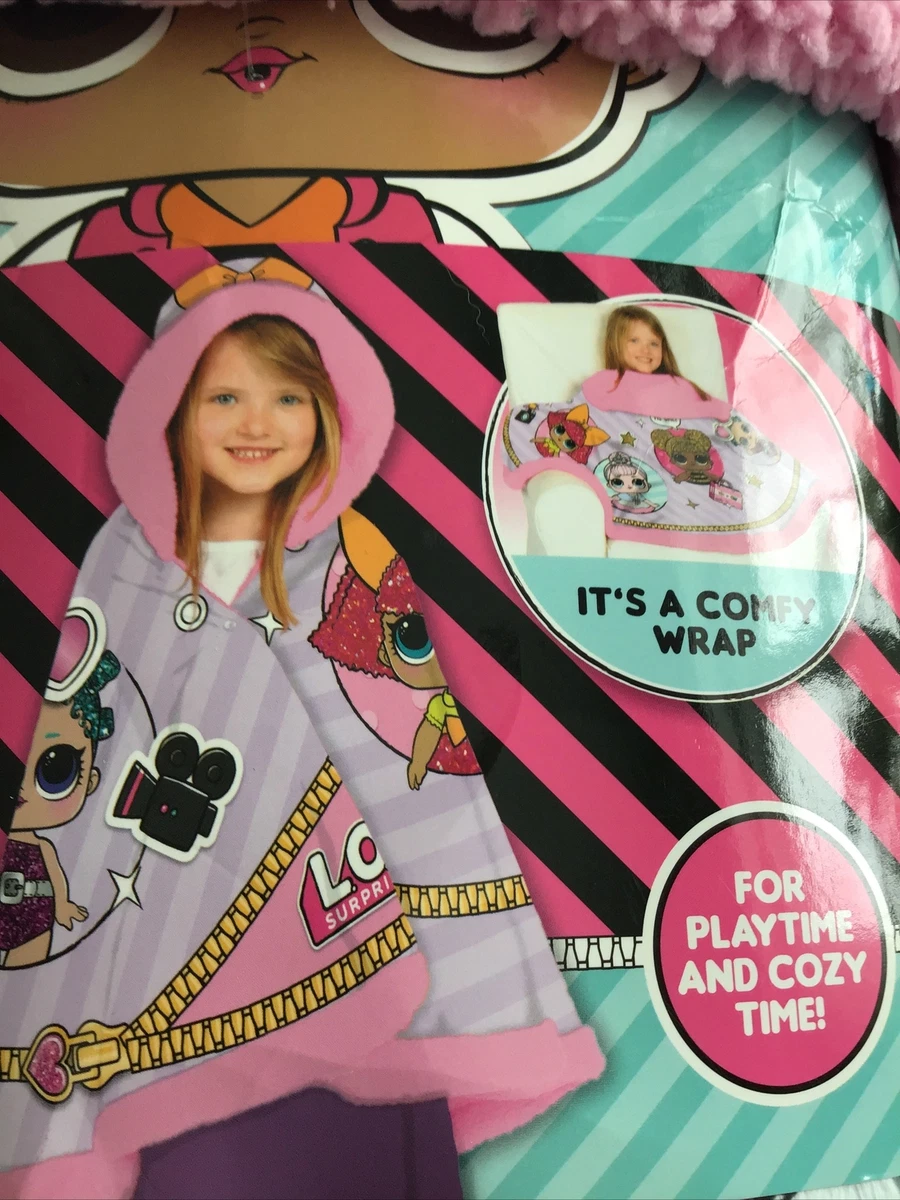 IT'S A COMFY
WRAP
L.O
SURPRI
FOR
PLAYTIME
AND COZY
TIME!